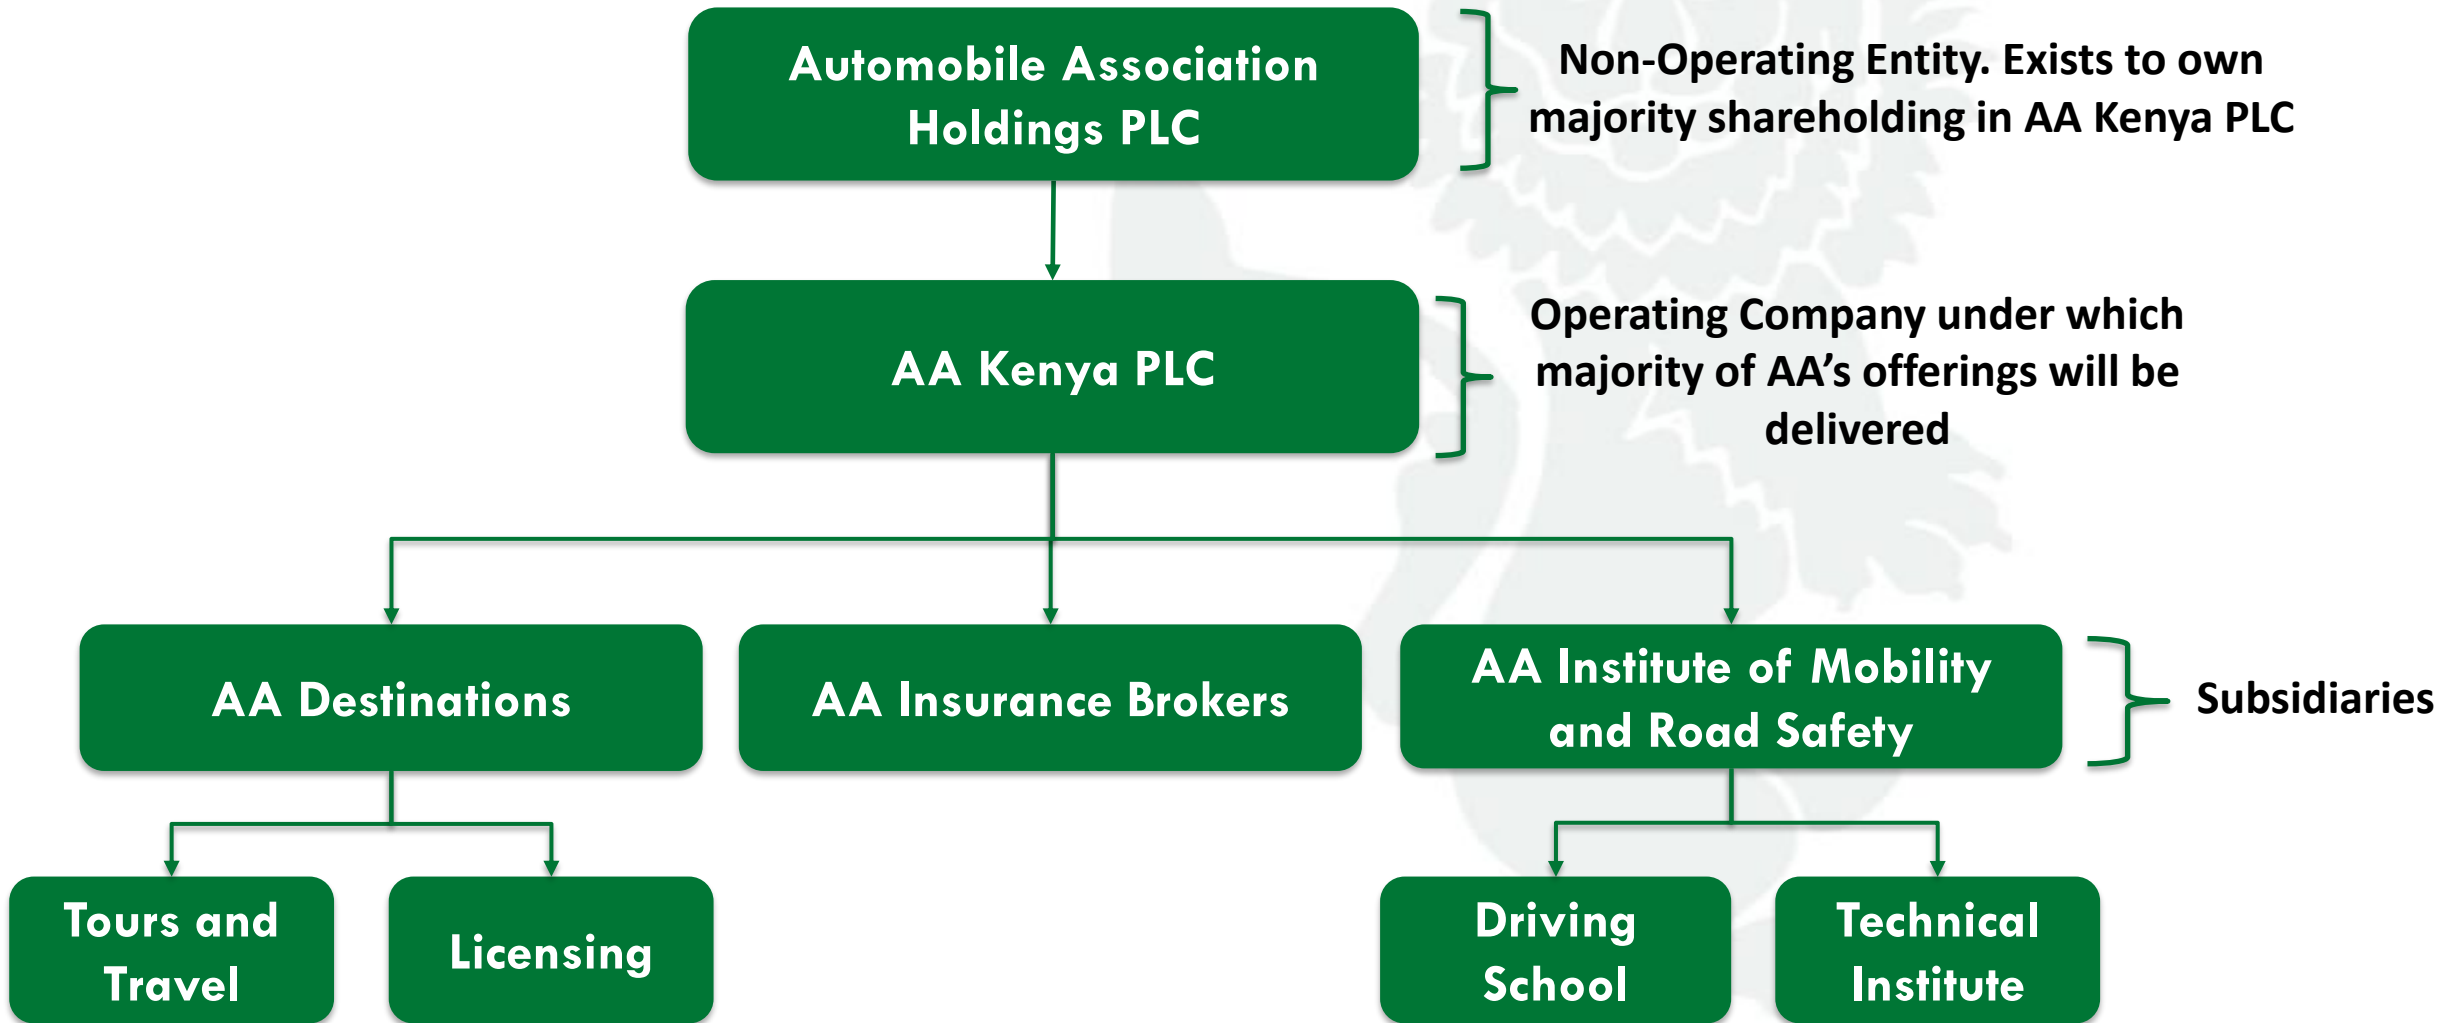 Automobile Association
Holdings PLC
Non-Operating Entity. Exists to own
majority shareholding in AA Kenya PLC
AA Kenya PLC
Operating Company under which
majority of AA’s offerings will be
delivered
AA Destinations
AA Insurance Brokers
AA Institute of Mobility
and Road Safety
Subsidiaries
Tours and
Travel
Licensing
Driving
School
Technical
Institute